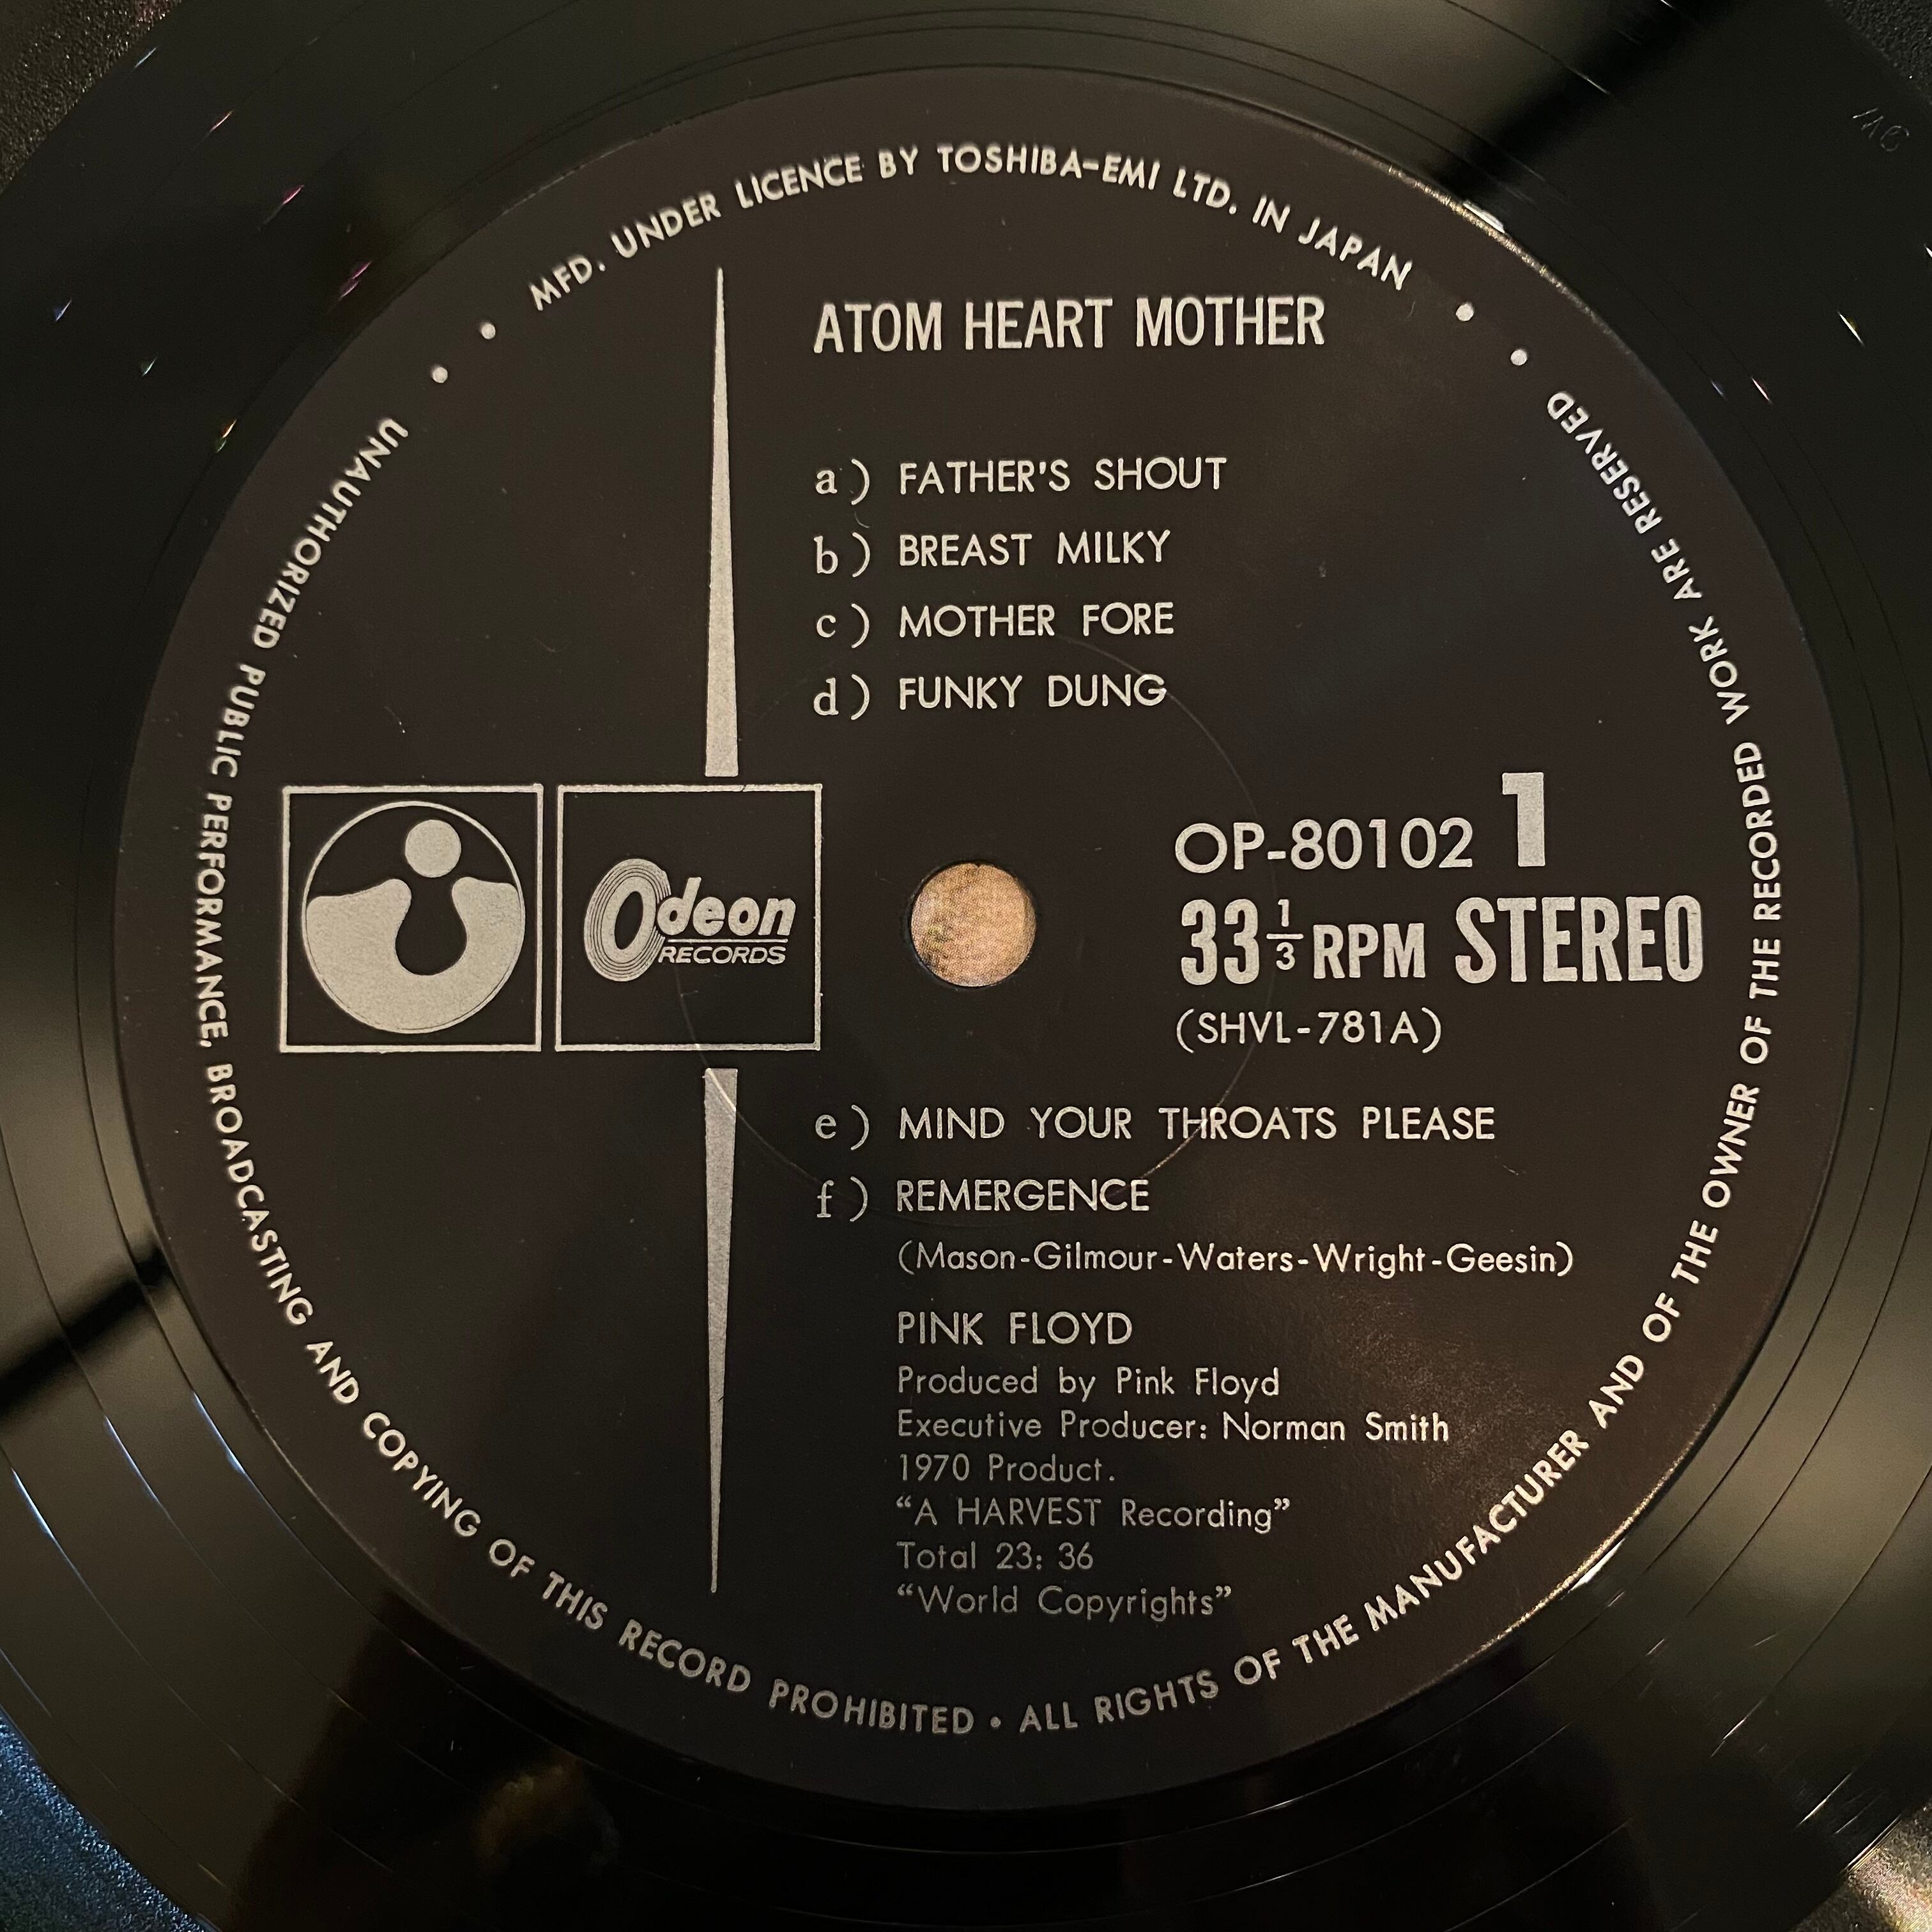 MFD. UNDER LICENCE BY TOSHIBA-EMI LTD. IN JAPAN
ATOM HEART MOTHER
a) FATHER'S SHOUT
b) BREAST MILKY
c) MOTHER FORE
d) FUNKY DUNG
Odeon
RECORDS
OP-80102 1
33 1/3 RPM STEREO
(SHVL-781A)
e) MIND YOUR THROATS PLEASE
f) REMERGENCE
(Mason-Gilmour-Waters-Wright-Geesin)
PINK FLOYD
Produced by Pink Floyd
Executive Producer: Norman Smith
1970 Product.
“A HARVEST Recording”
Total 23: 36
“World Copyrights”
UNAUTHORIZED PUBLIC PERFORMANCE, BROADCASTING AND COPYING OF THIS RECORD PROHIBITED • ALL RIGHTS OF THE MANUFACTURER AND OF THE OWNER OF THE RECORDED WORK ARE RESERVED